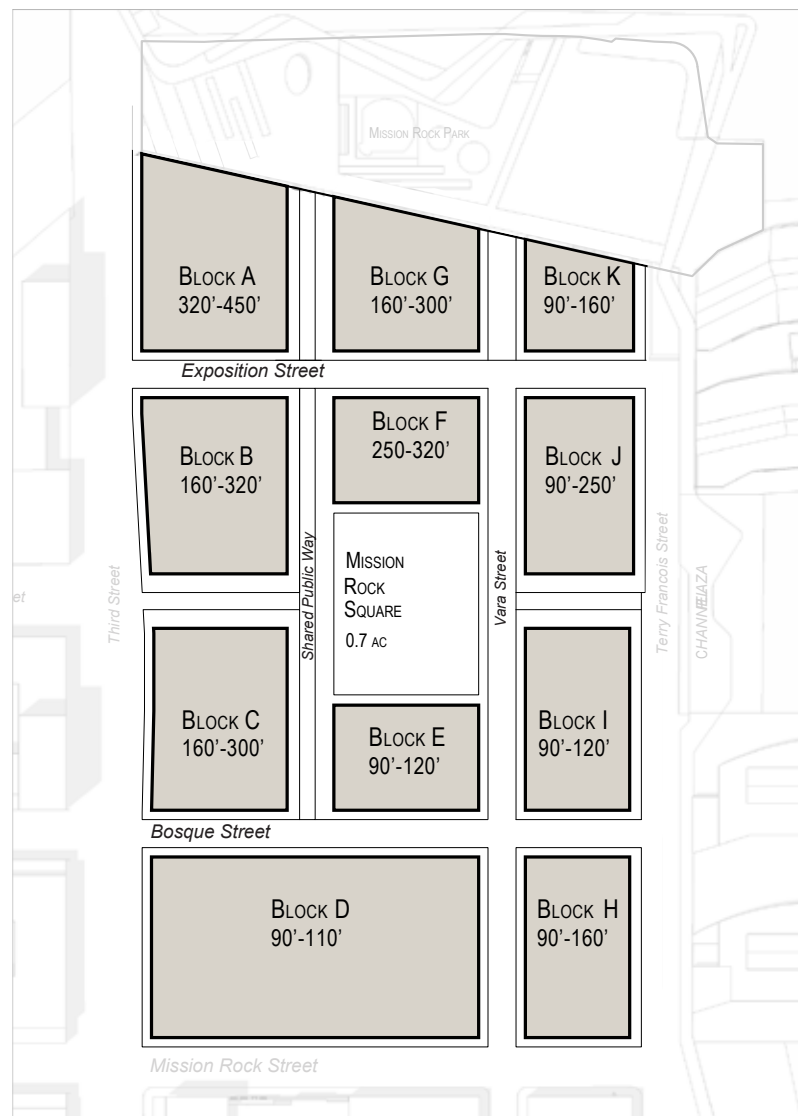 Mission Rock Park
Block A
320'-450'
Block G
160'-300'
Block K
90'-160'
Exposition Street
Block B
160'-320'
Block F
250-320'
Block J
90'-250'
Mission
Rock
Square
0.7 ac
Third Street
Shared Public Way
Vara Street
Terry Francois Street
et
Block C
160'-300'
Block E
90'-120'
Block I
90'-120'
Bosque Street
Block D
90'-110'
Block H
90'-160'
Mission Rock Street